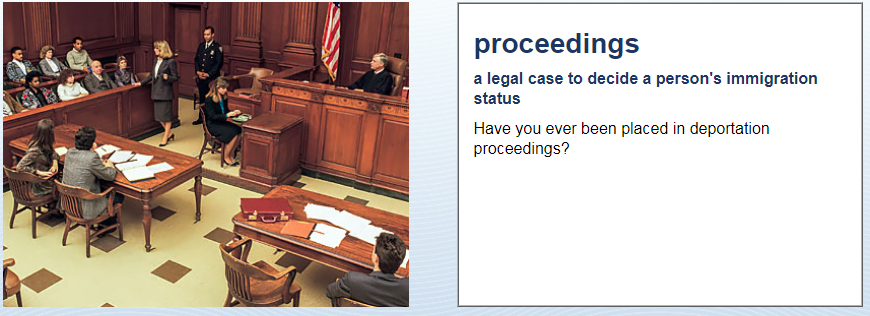 proceedings
a legal case to decide a person's immigration
status
Have you ever been placed in deportation
proceedings?